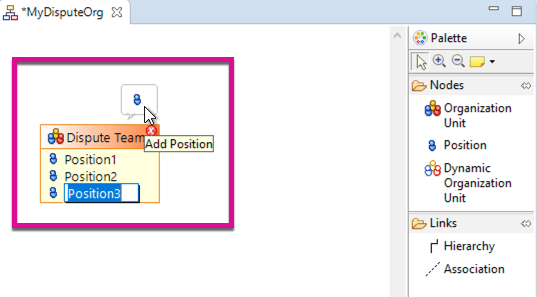 *MyDisputeOrg
Palette
Nodes
Organization
Unit
Position
Dynamic
Organization
Unit
Links
Hierarchy
Association
Dispute Team
Add Position
Position1
Position2
Position3